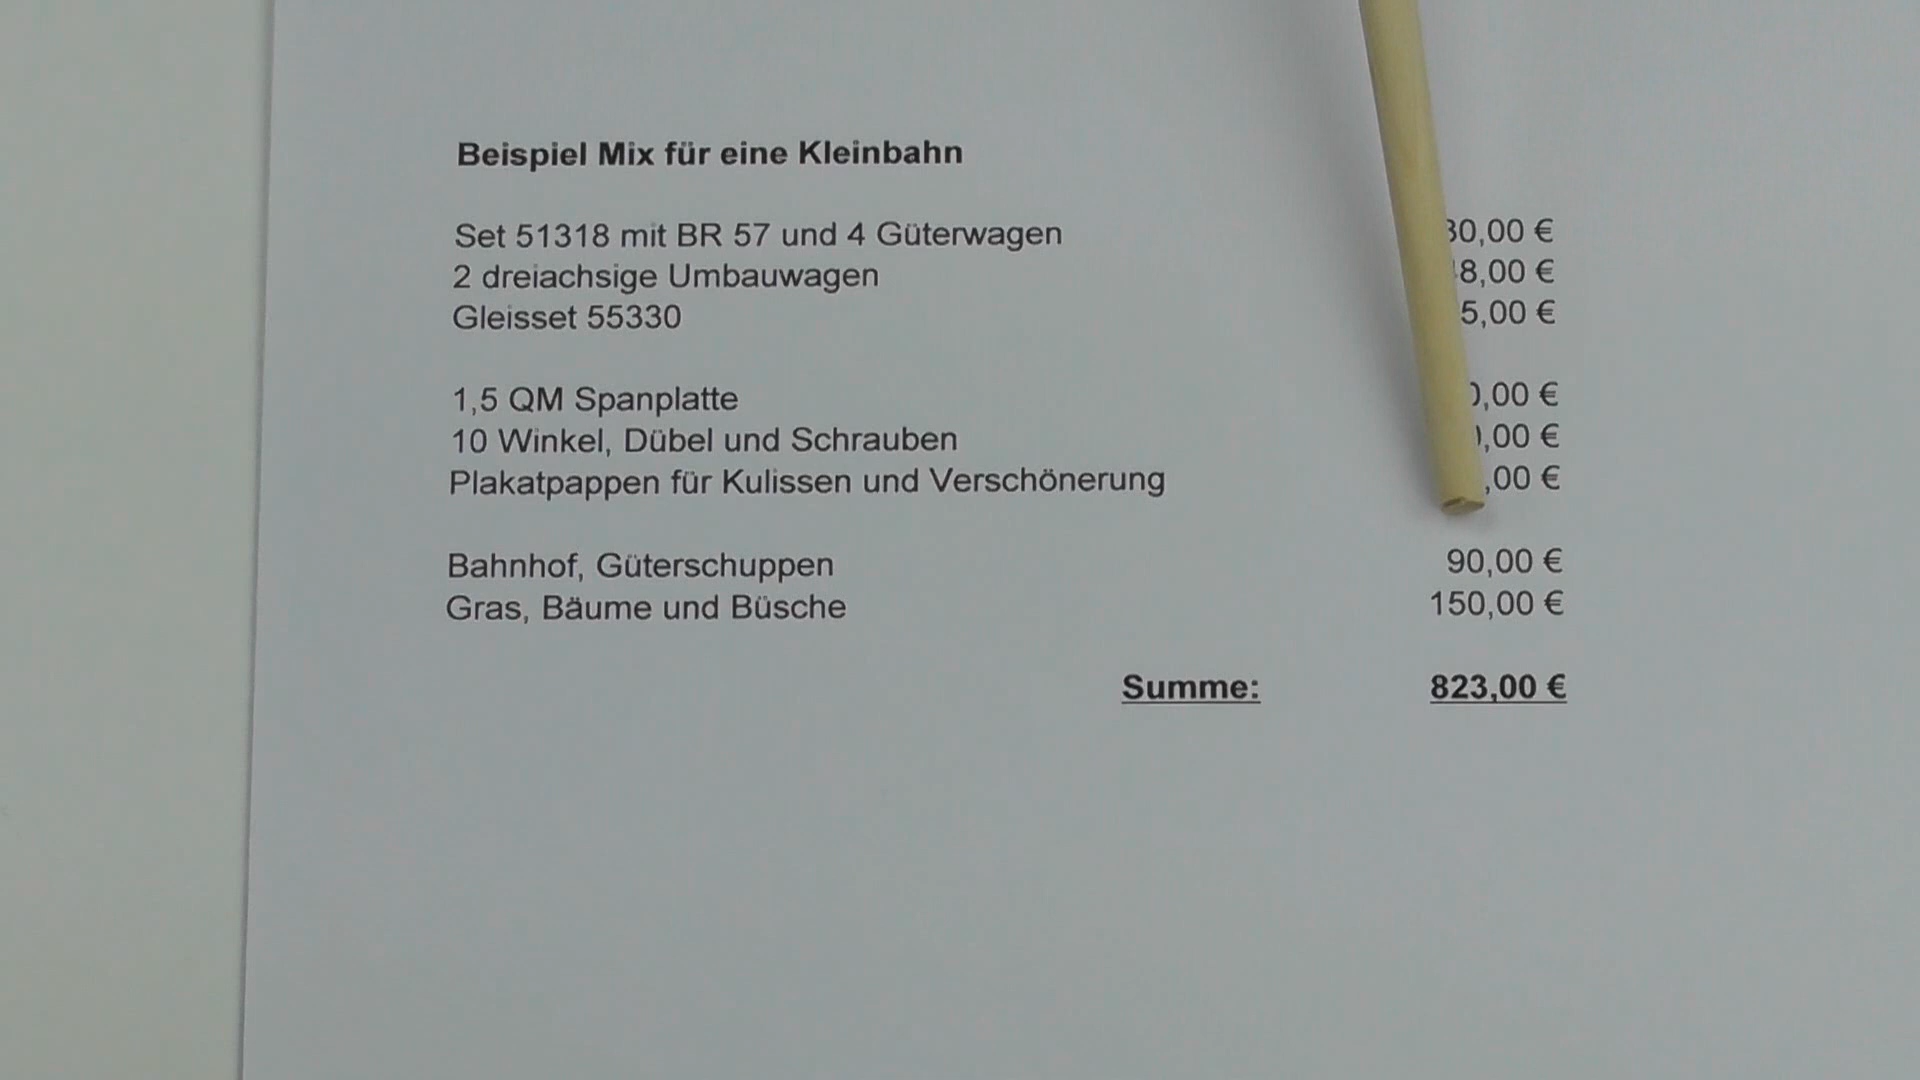 Beispiel Mix für eine Kleinbahn
Set 51318 mit BR 57 und 4 Güterwagen
2 dreiachsige Umbauwagen
Gleisset 55330
1,5 QM Spanplatte
10 Winkel, Dübel und Schrauben
Plakatpappen für Kulissen und Verschönerung
Bahnhof, Güterschuppen 90,00 €
Gras, Bäume und Büsche 150,00 €
Summe: 823,00 €